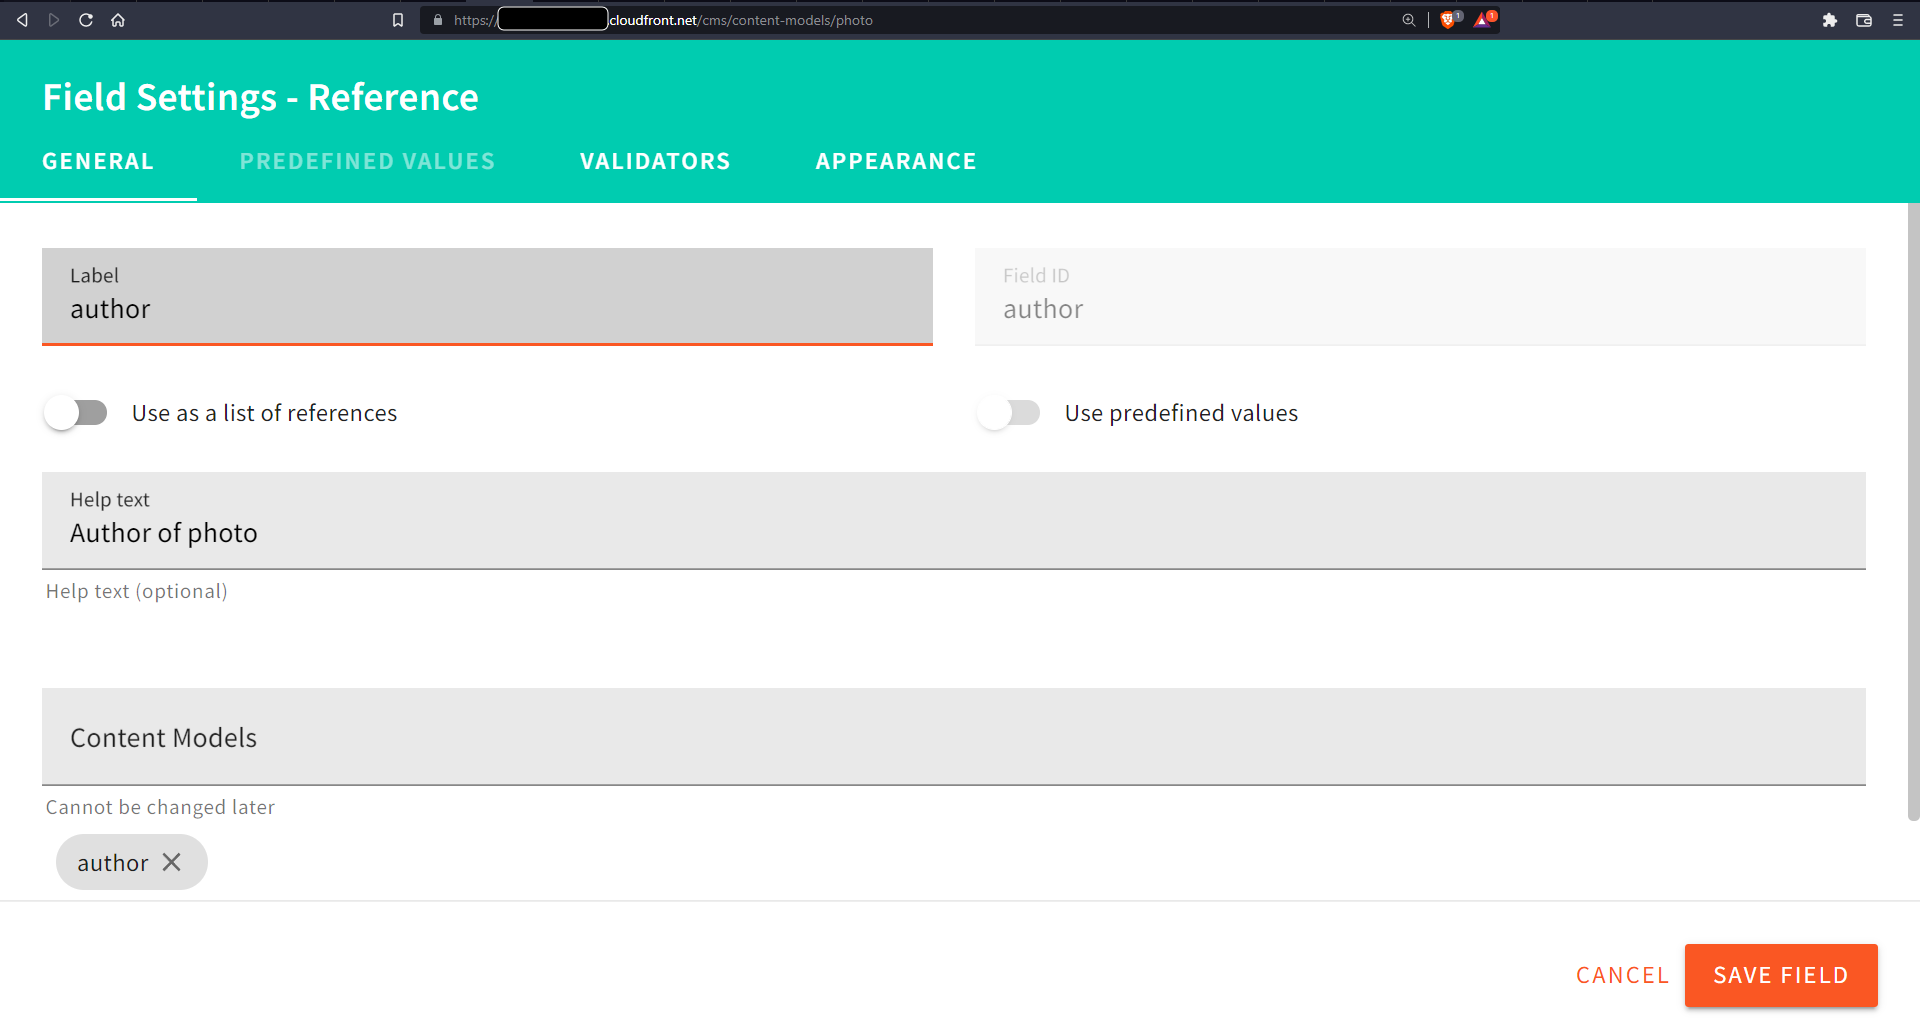 https:// cloudfront.net/cms/content-models/photo
1
1
Field Settings - Reference
GENERAL PREDEFINED VALUES VALIDATORS APPEARANCE
Label
author
Field ID
author
Use as a list of references
Use predefined values
Help text
Author of photo
Help text (optional)
Content Models
Cannot be changed later
author
CANCEL SAVE FIELD